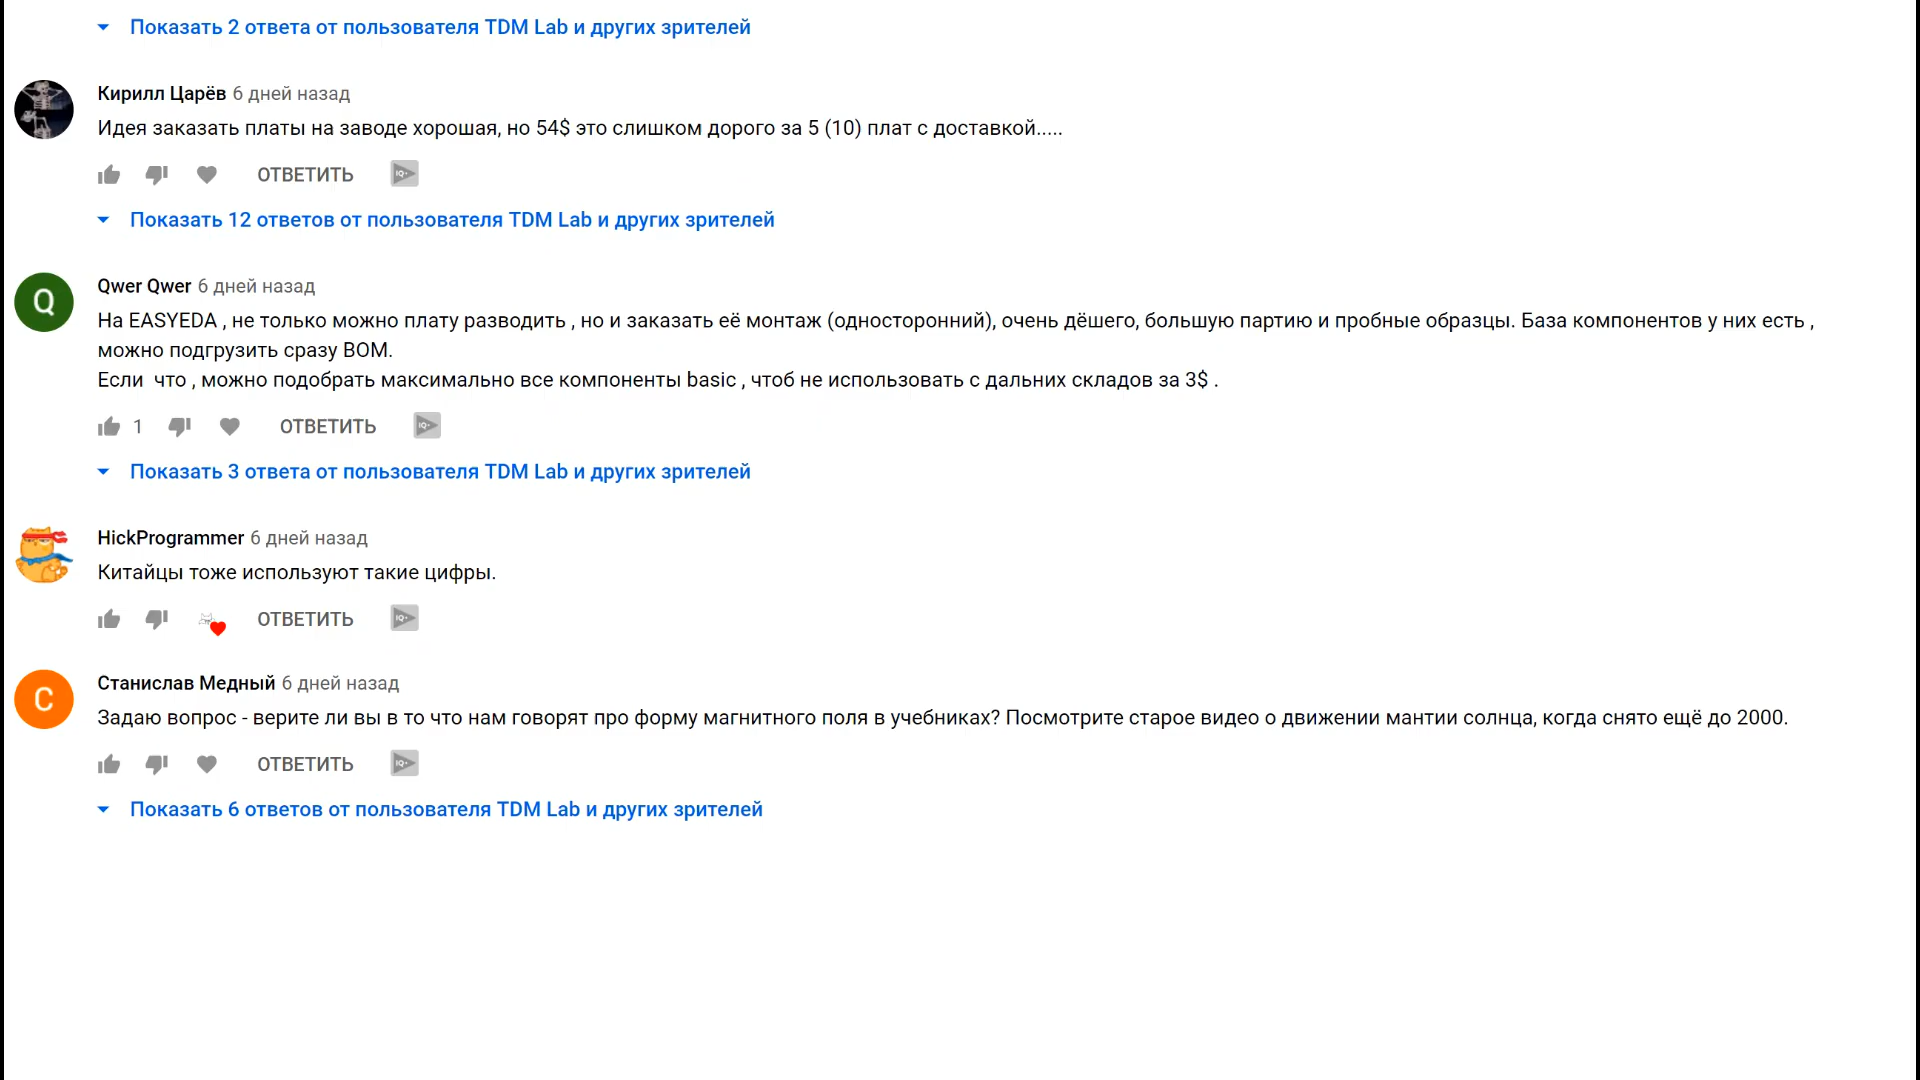 Показать 2 ответа от пользователя TDM Lab и других зрителей
Кирилл Царёв 6 дней назад
Идея заказать платы на заводе хорошая, но 54$ это слишком дорого за 5 (10) плат с доставкой.....
ОТВЕТИТЬ IQ+
Показать 12 ответов от пользователя TDM Lab и других зрителей
Q
Qwer Qwer 6 дней назад
На EASYEDA , не только можно плату разводить , но и заказать её монтаж (односторонний), очень дёшего, большую партию и пробные образцы. База компонентов у них есть ,
можно подгрузить сразу BOM.
Если  что , можно подобрать максимально все компоненты basic , чтоб не использовать с дальних складов за 3$ .
1 ОТВЕТИТЬ IQ+
Показать 3 ответа от пользователя TDM Lab и других зрителей
HickProgrammer 6 дней назад
Китайцы тоже используют такие цифры.
ОТВЕТИТЬ IQ+
С
Станислав Медный 6 дней назад
Задаю вопрос - верите ли вы в то что нам говорят про форму магнитного поля в учебниках? Посмотрите старое видео о движении мантии солнца, когда снято ещё до 2000.
ОТВЕТИТЬ IQ+
Показать 6 ответов от пользователя TDM Lab и других зрителей